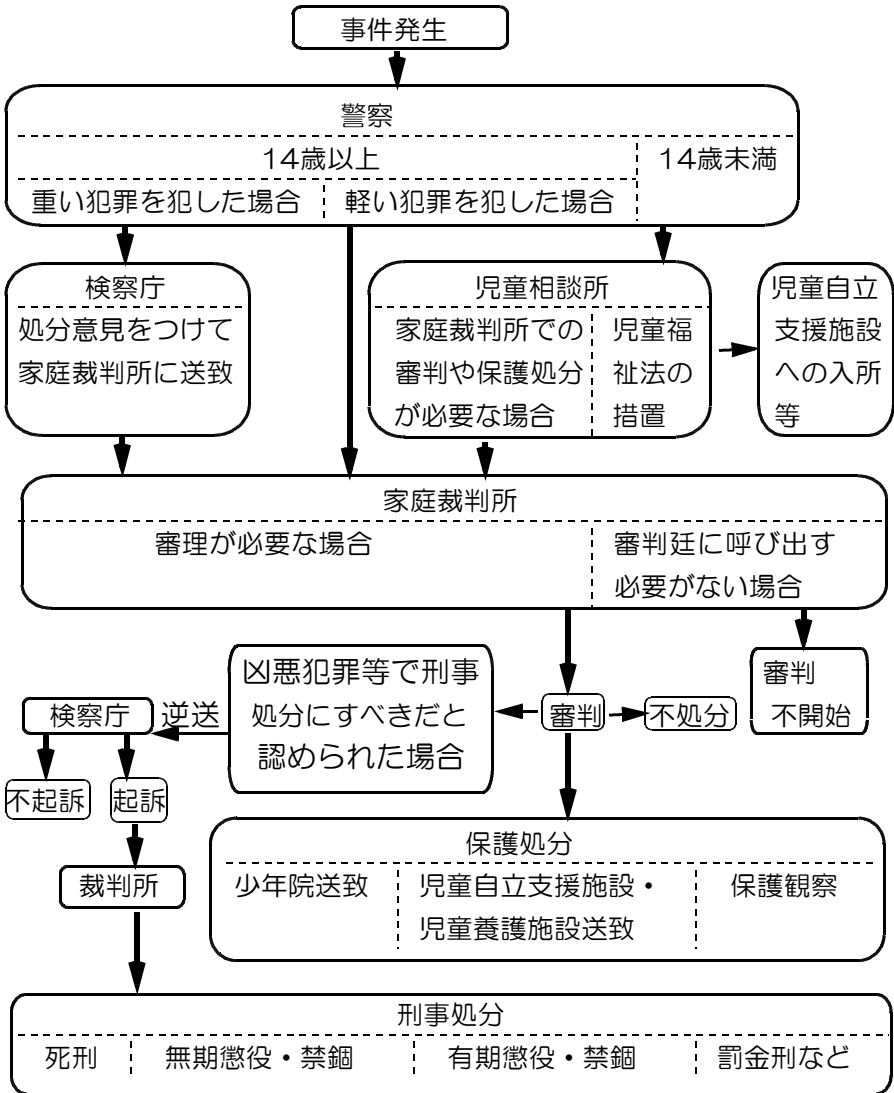 事件発生
警察
14歳以上
14歳未満
重い犯罪を犯した場合
軽い犯罪を犯した場合
検察庁
処分意見をつけて
家庭裁判所に送致
児童相談所
家庭裁判所での
審判や保護処分
が必要な場合
児童福
祉法の
措置
児童自立
支援施設
への入所
等
家庭裁判所
審理が必要な場合
審判廷に呼び出す
必要がない場合
審判
不開始
審判
不処分
凶悪犯罪等で刑事
処分にすべきだと
認められた場合
逆送
検察庁
不起訴
起訴
裁判所
保護処分
少年院送致
児童自立支援施設・
児童養護施設送致
保護観察
刑事処分
死刑
無期懲役・禁錮
有期懲役・禁錮
罰金刑など